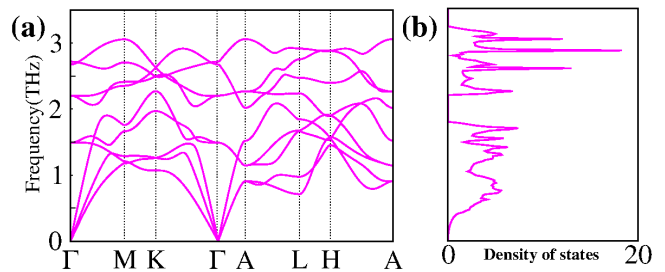 (a)
(b)
Frequency(THz)
3
2
1
0
Γ M K Γ A L H A
0 Density of states 20